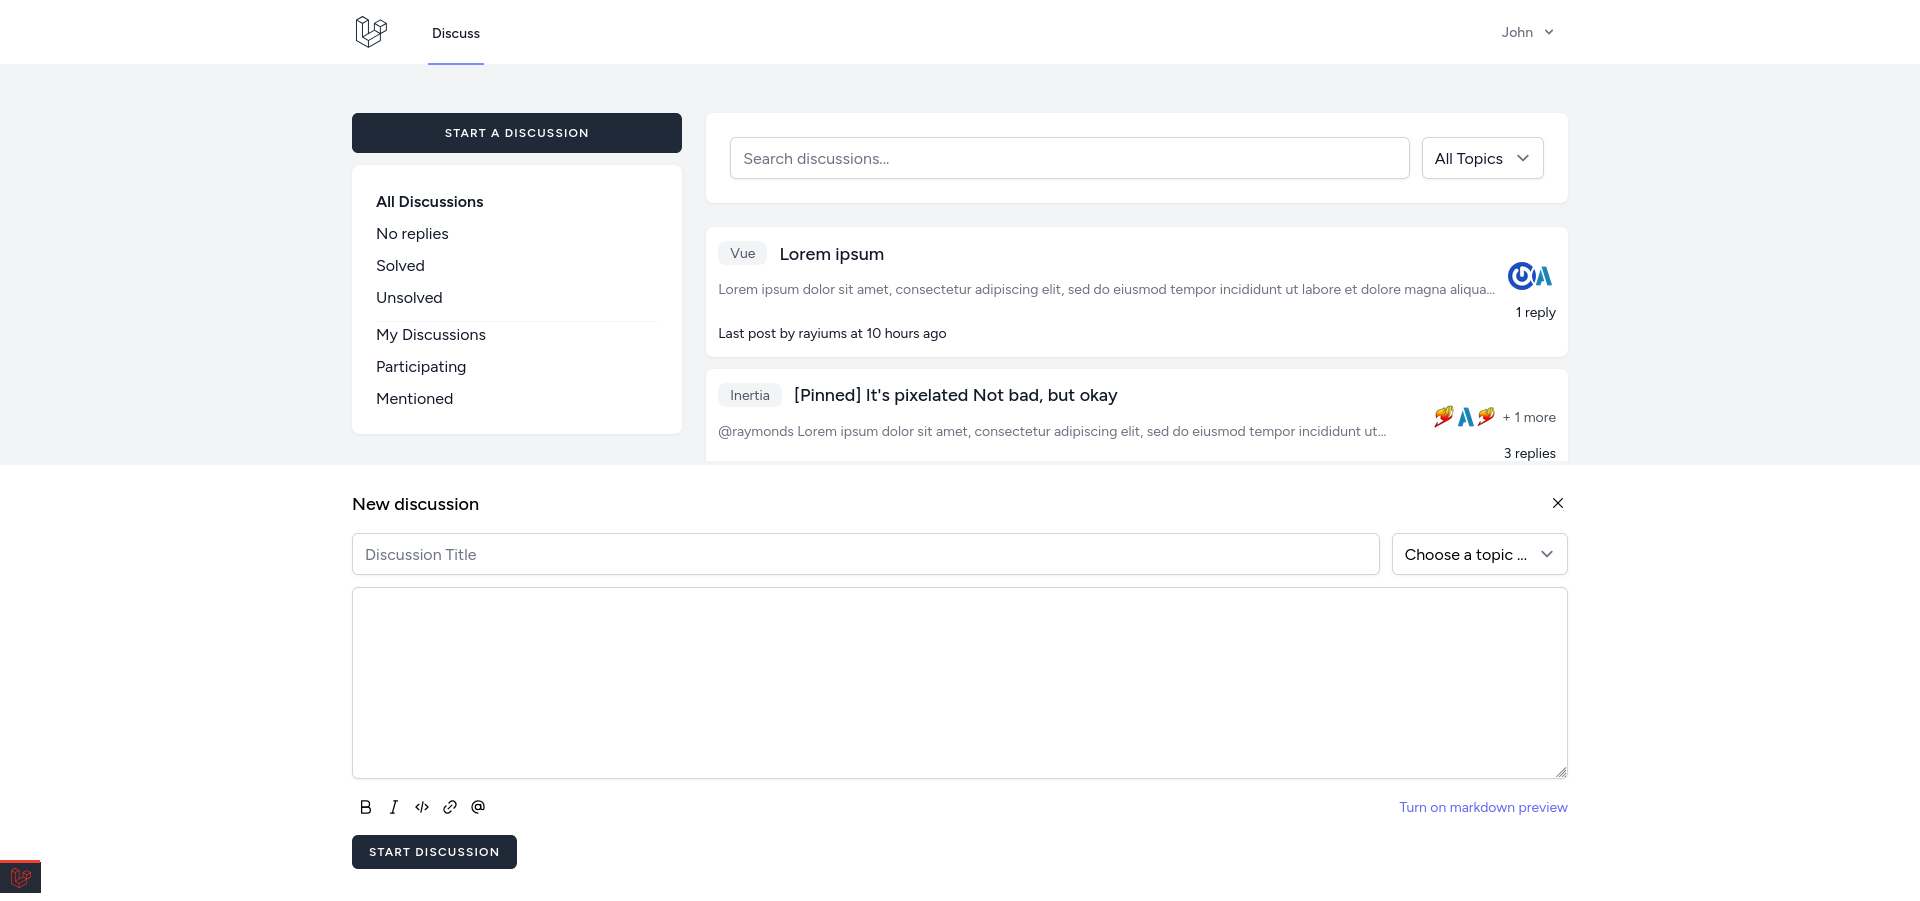 Discuss
John
START A DISCUSSION
All Discussions
No replies
Solved
Unsolved
My Discussions
Participating
Mentioned
Search discussions...
All Topics
Vue
Lorem ipsum
Lorem ipsum dolor sit amet, consectetur adipiscing elit, sed do eiusmod tempor incididunt ut labore et dolore magna aliqua...
1 reply
Last post by rayiums at 10 hours ago
Inertia
[Pinned] It's pixelated Not bad, but okay
@raymonds Lorem ipsum dolor sit amet, consectetur adipiscing elit, sed do eiusmod tempor incididunt ut...
+ 1 more
3 replies
New discussion
Discussion Title
Choose a topic ...
Turn on markdown preview
START DISCUSSION